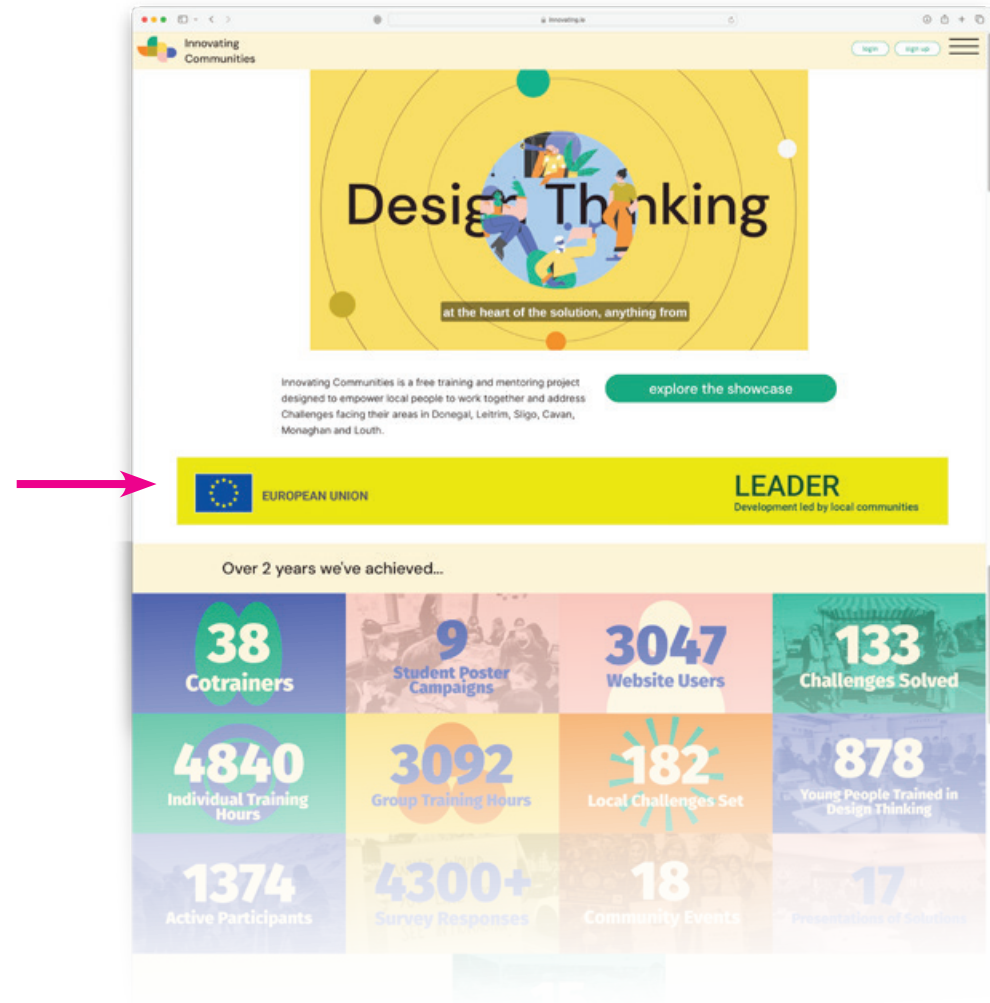 innovating.ie
Innovating
Communities
login
sign up
Design Thinking
at the heart of the solution, anything from
Innovating Communities is a free training and mentoring project
designed to empower local people to work together and address
Challenges facing their areas in Donegal, Leitrim, Sligo, Cavan,
Monaghan and Louth.
explore the showcase
EUROPEAN UNION
LEADER
Development led by local communities
Over 2 years we've achieved...
38
Cotrainers
9
Student Poster
Campaigns
3047
Website Users
133
Challenges Solved
4840
Individual Training
Hours
3092
Group Training Hours
182
Local Challenges Set
878
Young People Trained in
Design Thinking
1374
Active Participants
4300+
Survey Responses
18
Community Events
17
Presentations of Solutions